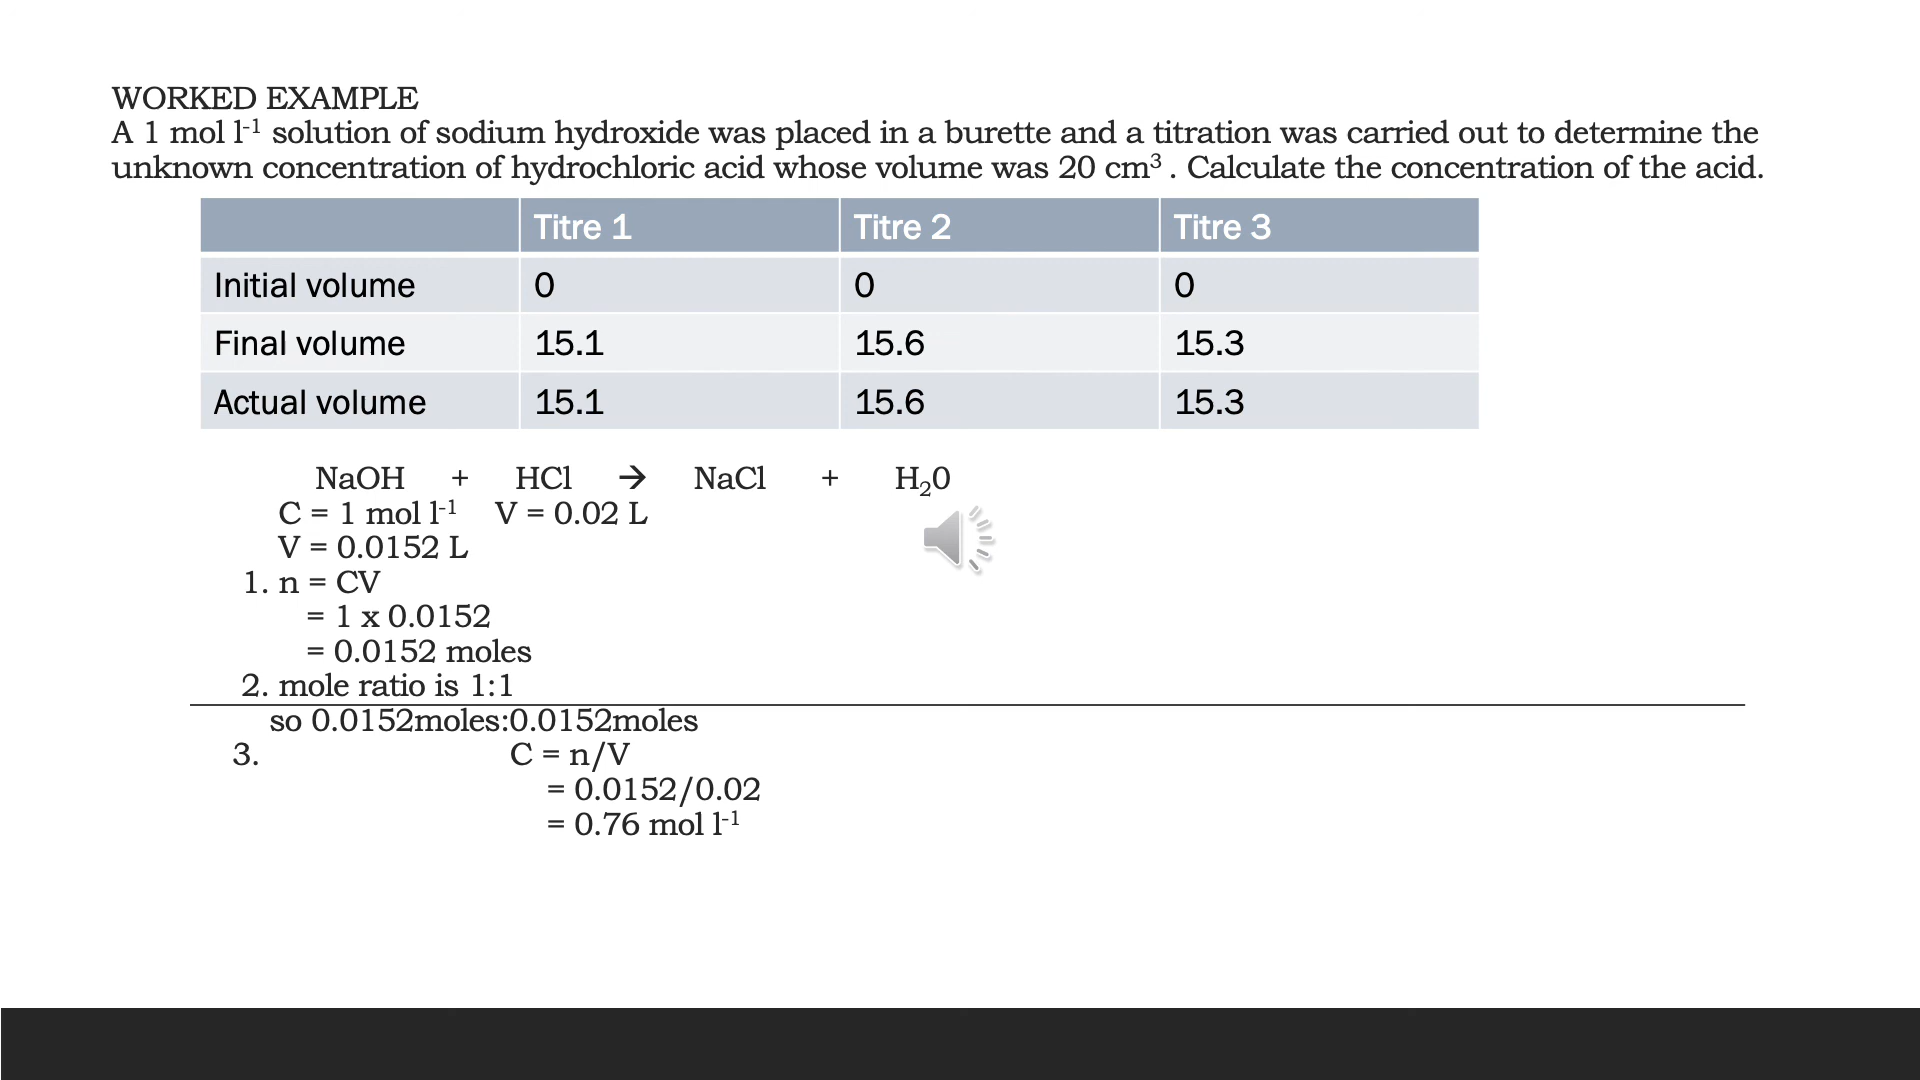 WORKED EXAMPLE
A 1 mol l⁻¹ solution of sodium hydroxide was placed in a burette and a titration was carried out to determine the
unknown concentration of hydrochloric acid whose volume was 20 cm³ . Calculate the concentration of the acid.
Titre 1 Titre 2 Titre 3
Initial volume 0 0 0
Final volume 15.1 15.6 15.3
Actual volume 15.1 15.6 15.3
NaOH + HCl → NaCl + H₂0
C = 1 mol l⁻¹ V = 0.02 L
V = 0.0152 L
1. n = CV
= 1 x 0.0152
= 0.0152 moles
2. mole ratio is 1:1
so 0.0152moles:0.0152moles
3. C = n/V
= 0.0152/0.02
= 0.76 mol l⁻¹